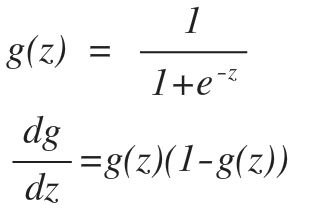 g(z) = 1/(1+e^{-z})
dg/dz=g(z)(1-g(z))